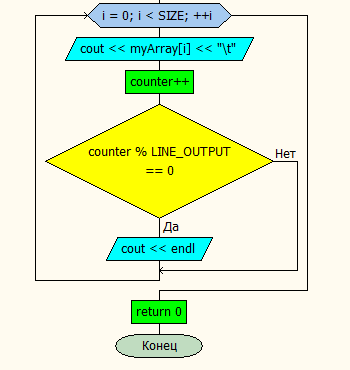 i = 0; i < SIZE; ++i
cout << myArray[i] << "\t"
counter++
counter % LINE_OUTPUT
== 0
Нет
Да
cout << endl
return 0
Конец